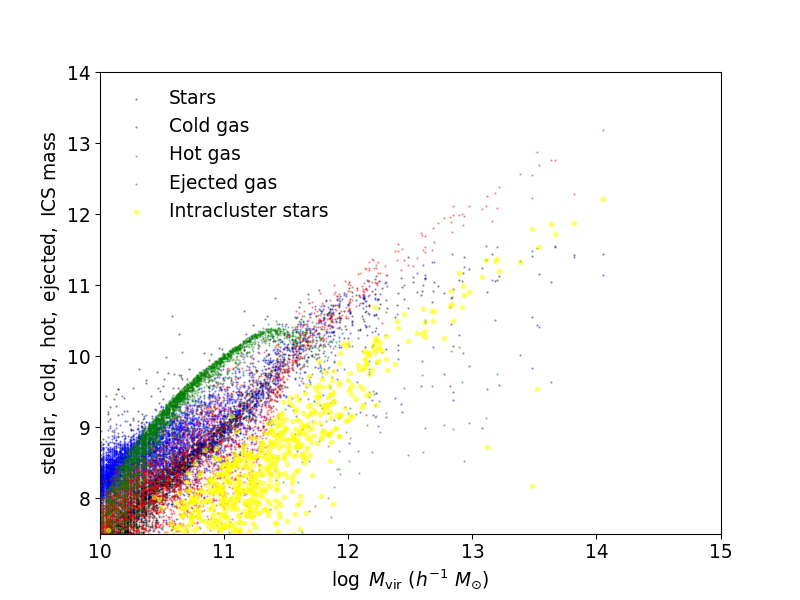 14
13
12
11
10
9
8
10 11 12 13 14 15
stellar, cold, hot, ejected, ICS mass
log M_vir (h⁻¹ M_⊙)
Stars
Cold gas
Hot gas
Ejected gas
Intracluster stars